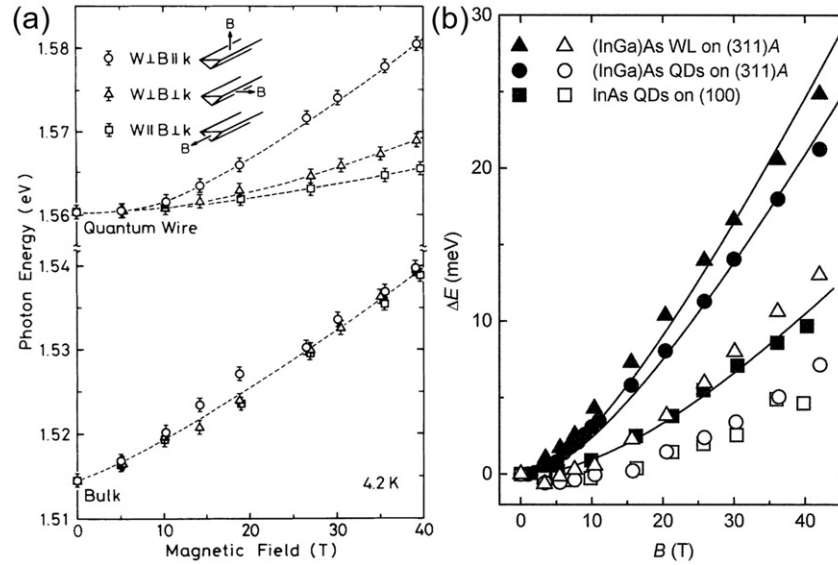 (a)
1.58
1.57
1.56
1.54
1.53
1.52
1.51
Photon Energy (eV)
W⊥B∥k
W⊥B⊥k
W∥B⊥k
B
B
B
Quantum Wire
Bulk
4.2K
0
10
20
30
40
Magnetic Field (T)
(b)
30
20
10
0
ΔE (meV)
(InGa)As WL on (311)A
(InGa)As QDs on (311)A
InAs QDs on (100)
0
10
20
30
40
B (T)